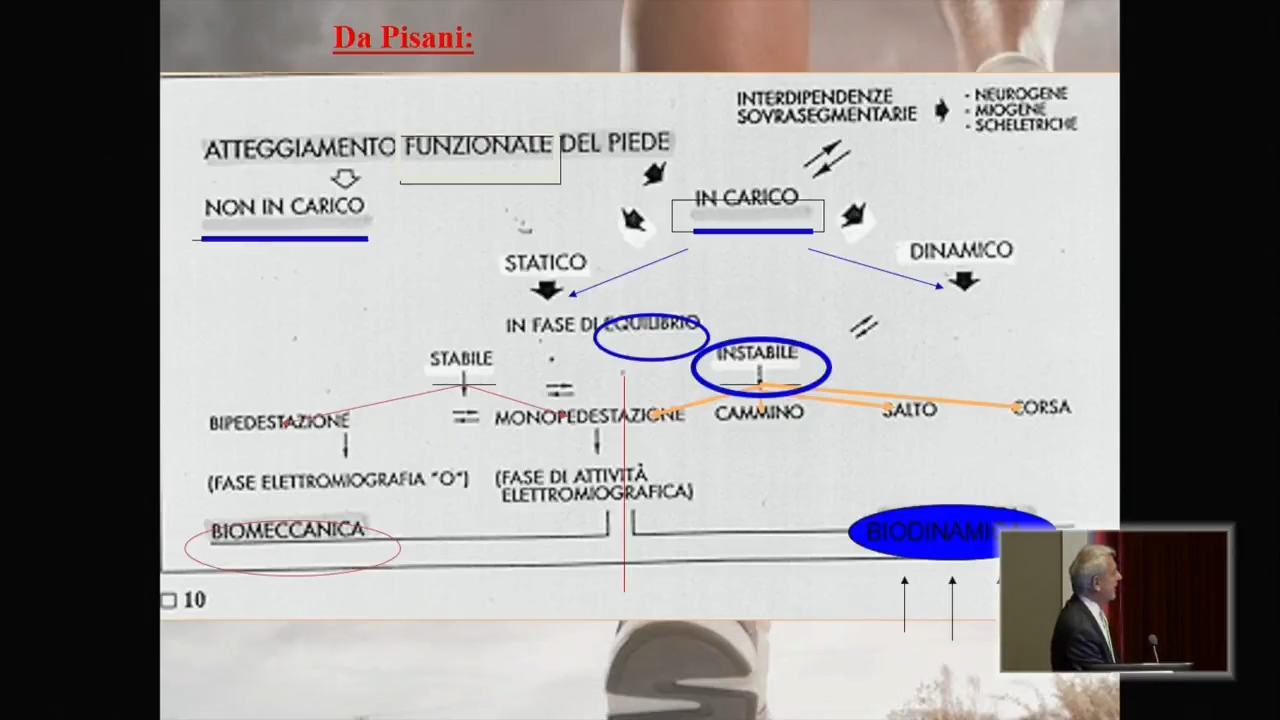 Da Pisani:
INTERDIPENDENZE
SOVRASEGMENTARIE
- NEUROGENE
- MIOGENE
- SCHELETRICHE
ATTEGGIAMENTO FUNZIONALE DEL PIEDE
NON IN CARICO
IN CARICO
STATICO
DINAMICO
IN FASE DI EQUILIBRIO
STABILE
INSTABILE
BIPEDESTAZIONE
MONOPEDESTAZIONE
CAMMINO
SALTO
CORSA
(FASE ELETTROMIOGRAFIA "O")
(FASE DI ATTIVITÀ
ELETTROMIOGRAFICA)
BIOMECCANICA
10